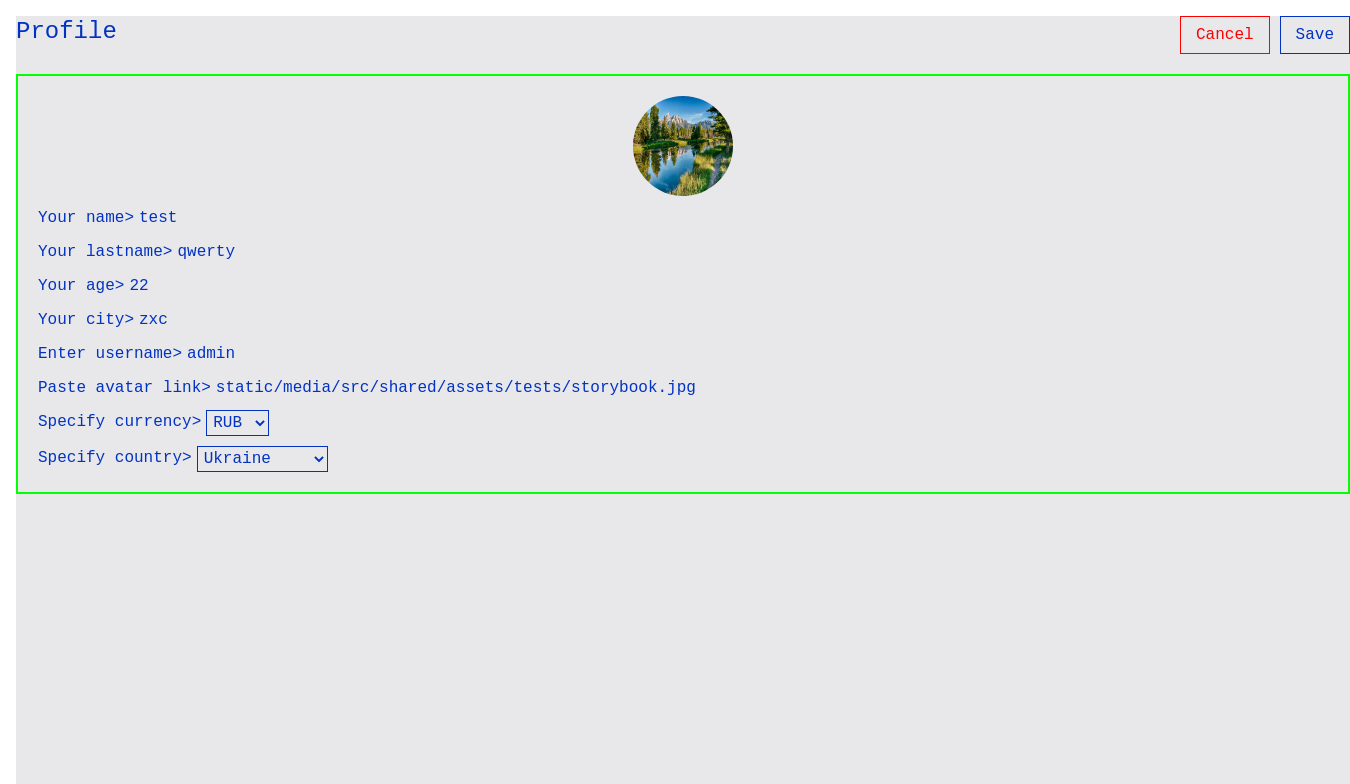 Profile
Cancel
Save
Your name> test
Your lastname> qwerty
Your age> 22
Your city> zxc
Enter username> admin
Paste avatar link> static/media/src/shared/assets/tests/storybook.jpg
Specify currency> RUB
Specify country> Ukraine